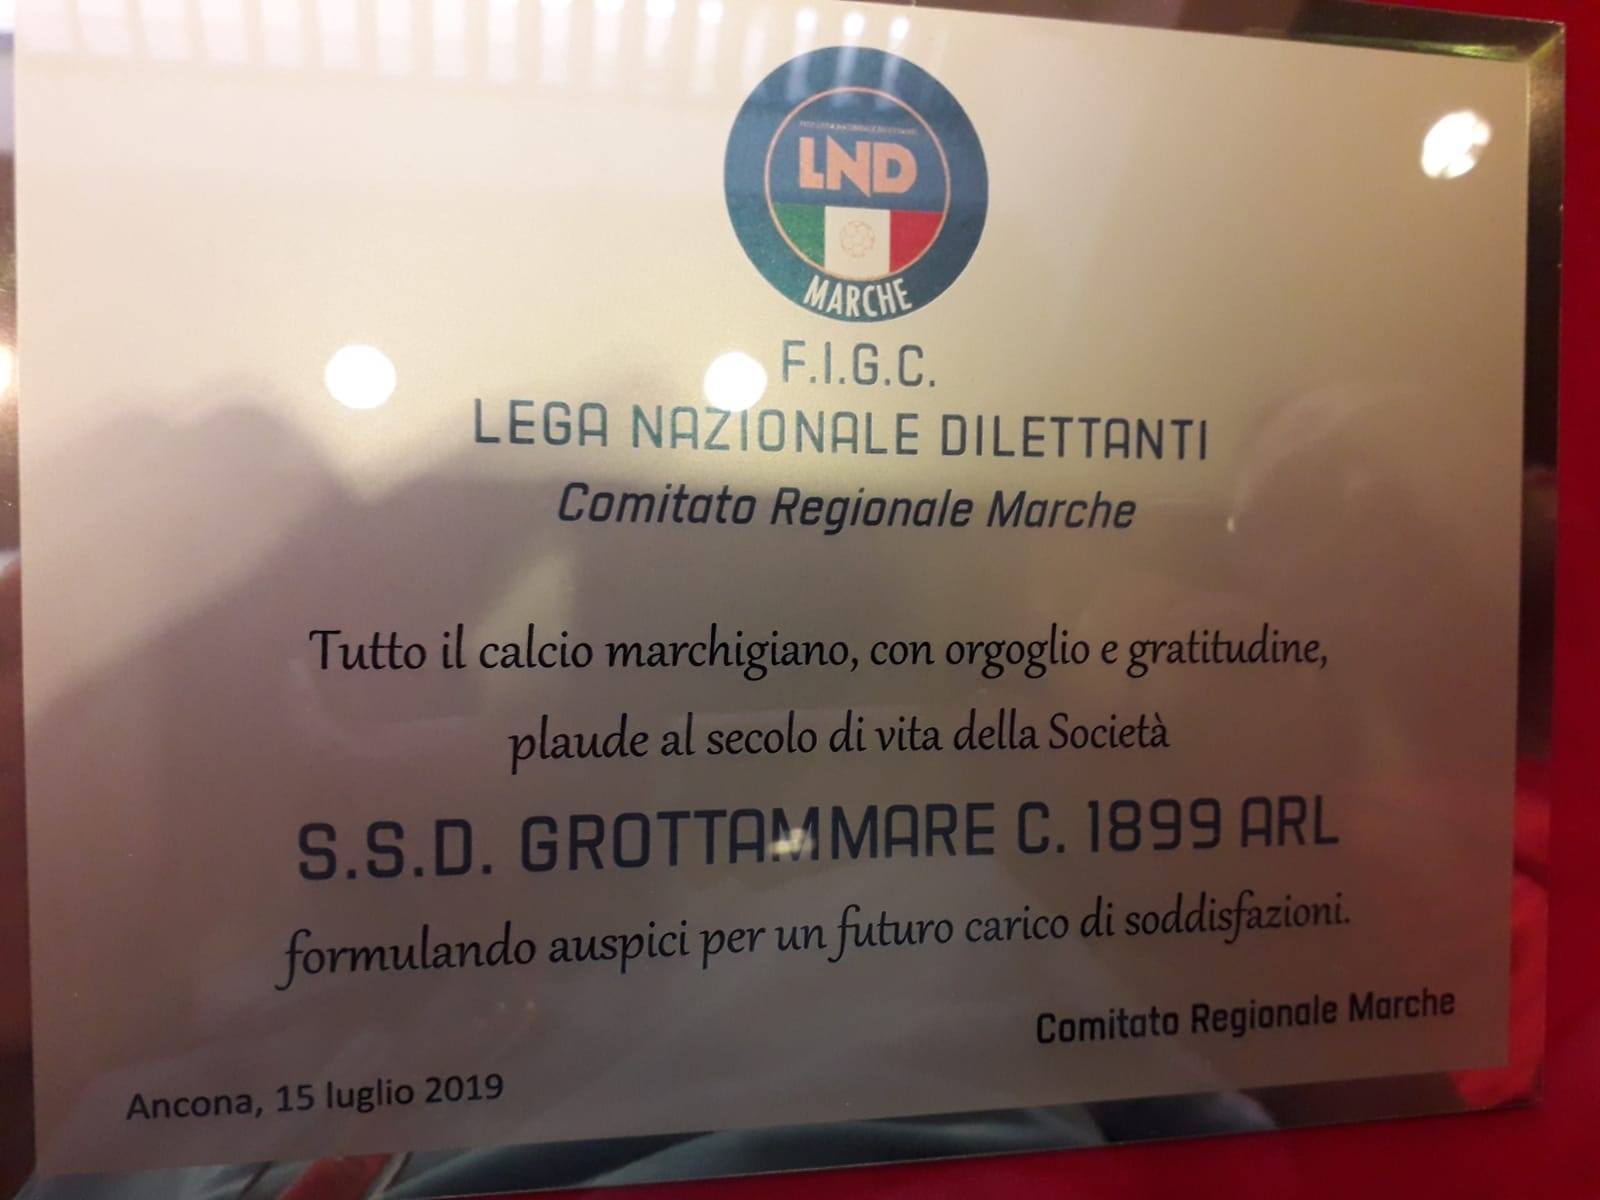 LND
MARCHE
F.I.G.C.
LEGA NAZIONALE DILETTANTI
Comitato Regionale Marche
Tutto il calcio marchigiano, con orgoglio e gratitudine,
plaude al secolo di vita della Società
S.S.D. GROTTAMMARE C. 1899 ARL
formulando auspici per un futuro carico di soddisfazioni.
Comitato Regionale Marche
Ancona, 15 luglio 2019